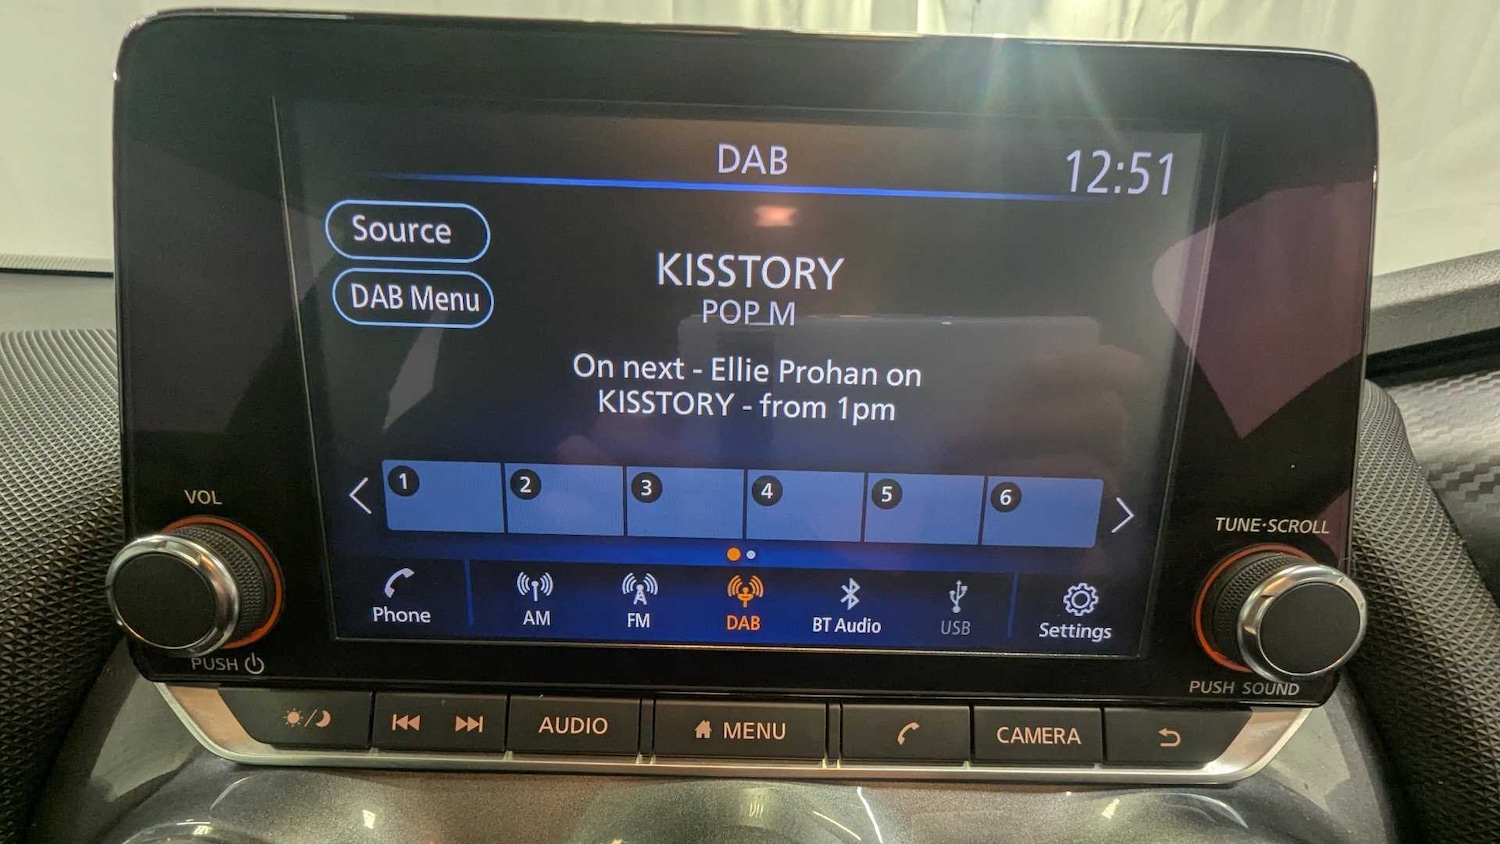 DAB
12:51
Source
DAB Menu
KISSTORY
POP M
On next - Ellie Prohan on
KISSTORY - from 1pm
1 2 3 4 5 6
Phone AM FM DAB BT Audio USB Settings
VOL
PUSH
TUNE·SCROLL
PUSH SOUND
AUDIO MENU CAMERA